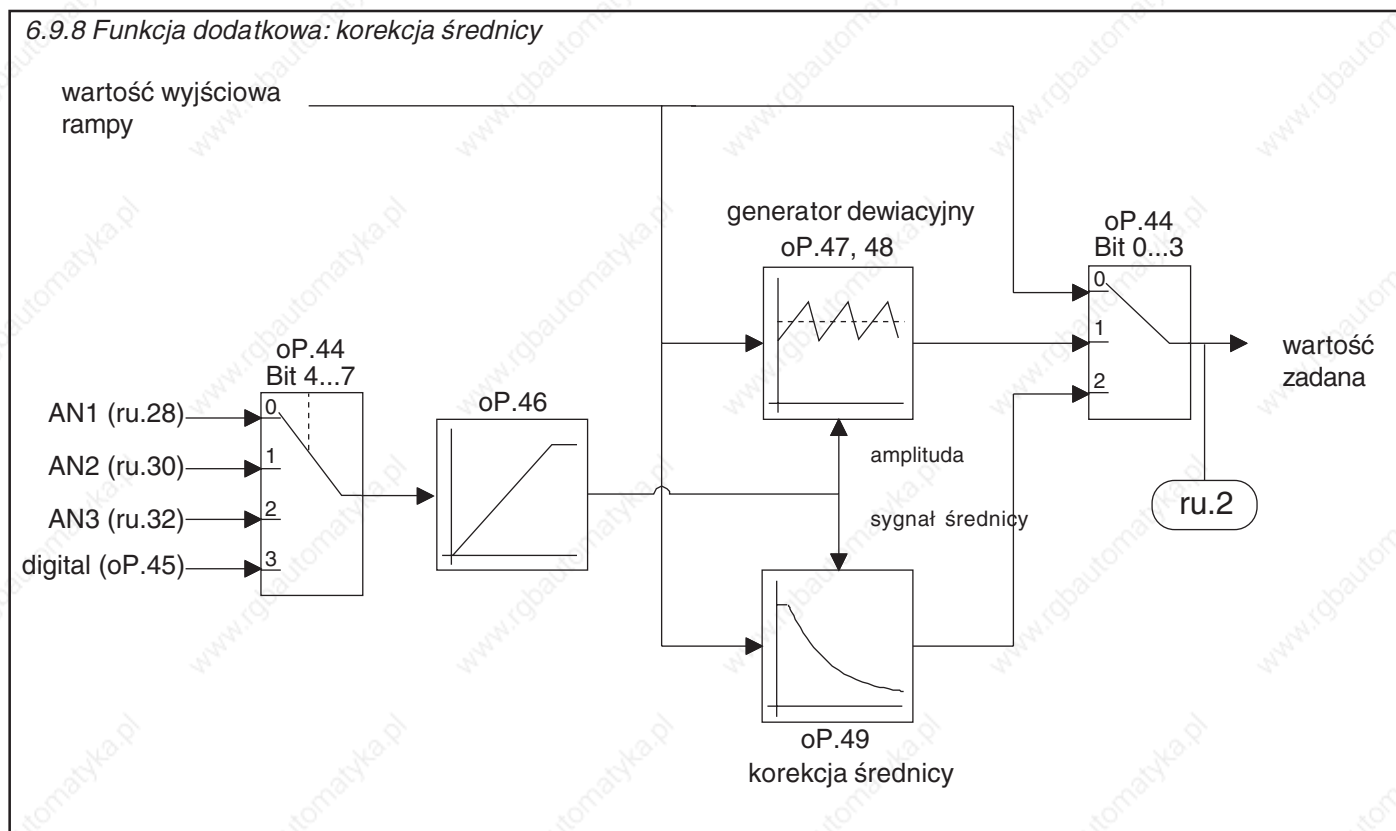 6.9.8 Funkcja dodatkowa: korekcja średnicy
wartość wyjściowa
rampy
generator dewiacyjny
oP.47, 48
oP.44
Bit 0...3
0
1
2
wartość
zadana
ru.2
oP.44
Bit 4...7
AN1 (ru.28)
0
AN2 (ru.30)
1
AN3 (ru.32)
2
digital (oP.45)
3
oP.46
amplituda
sygnał średnicy
oP.49
korekcja średnicy
www.rgbautomatyka.pl